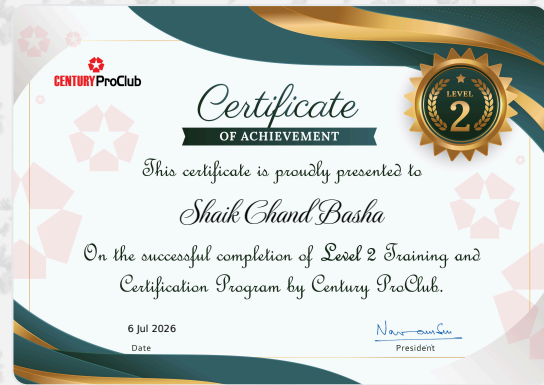 CENTURY ProClub
LEVEL
2
Certificate
OF ACHIEVEMENT
This certificate is proudly presented to
Shaik Chand Basha
On the successful completion of Level 2 Training and
Certification Program by Century ProClub.
6 Jul 2026
Date
President